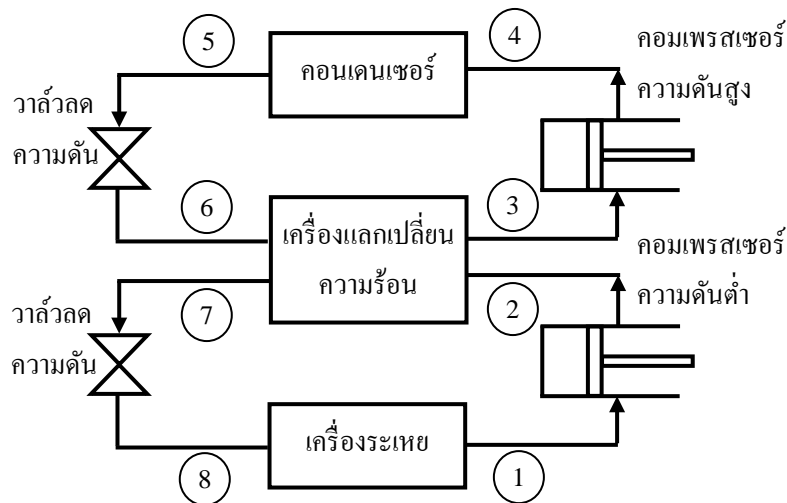 5
4
คอมเพรสเซอร์
ความดันสูง
คอนเดนเซอร์
วาล์วลด
ความดัน
6
3
เครื่องแลกเปลี่ยน
ความร้อน
คอมเพรสเซอร์
ความดันต่ำ
7
2
วาล์วลด
ความดัน
เครื่องระเหย
8
1